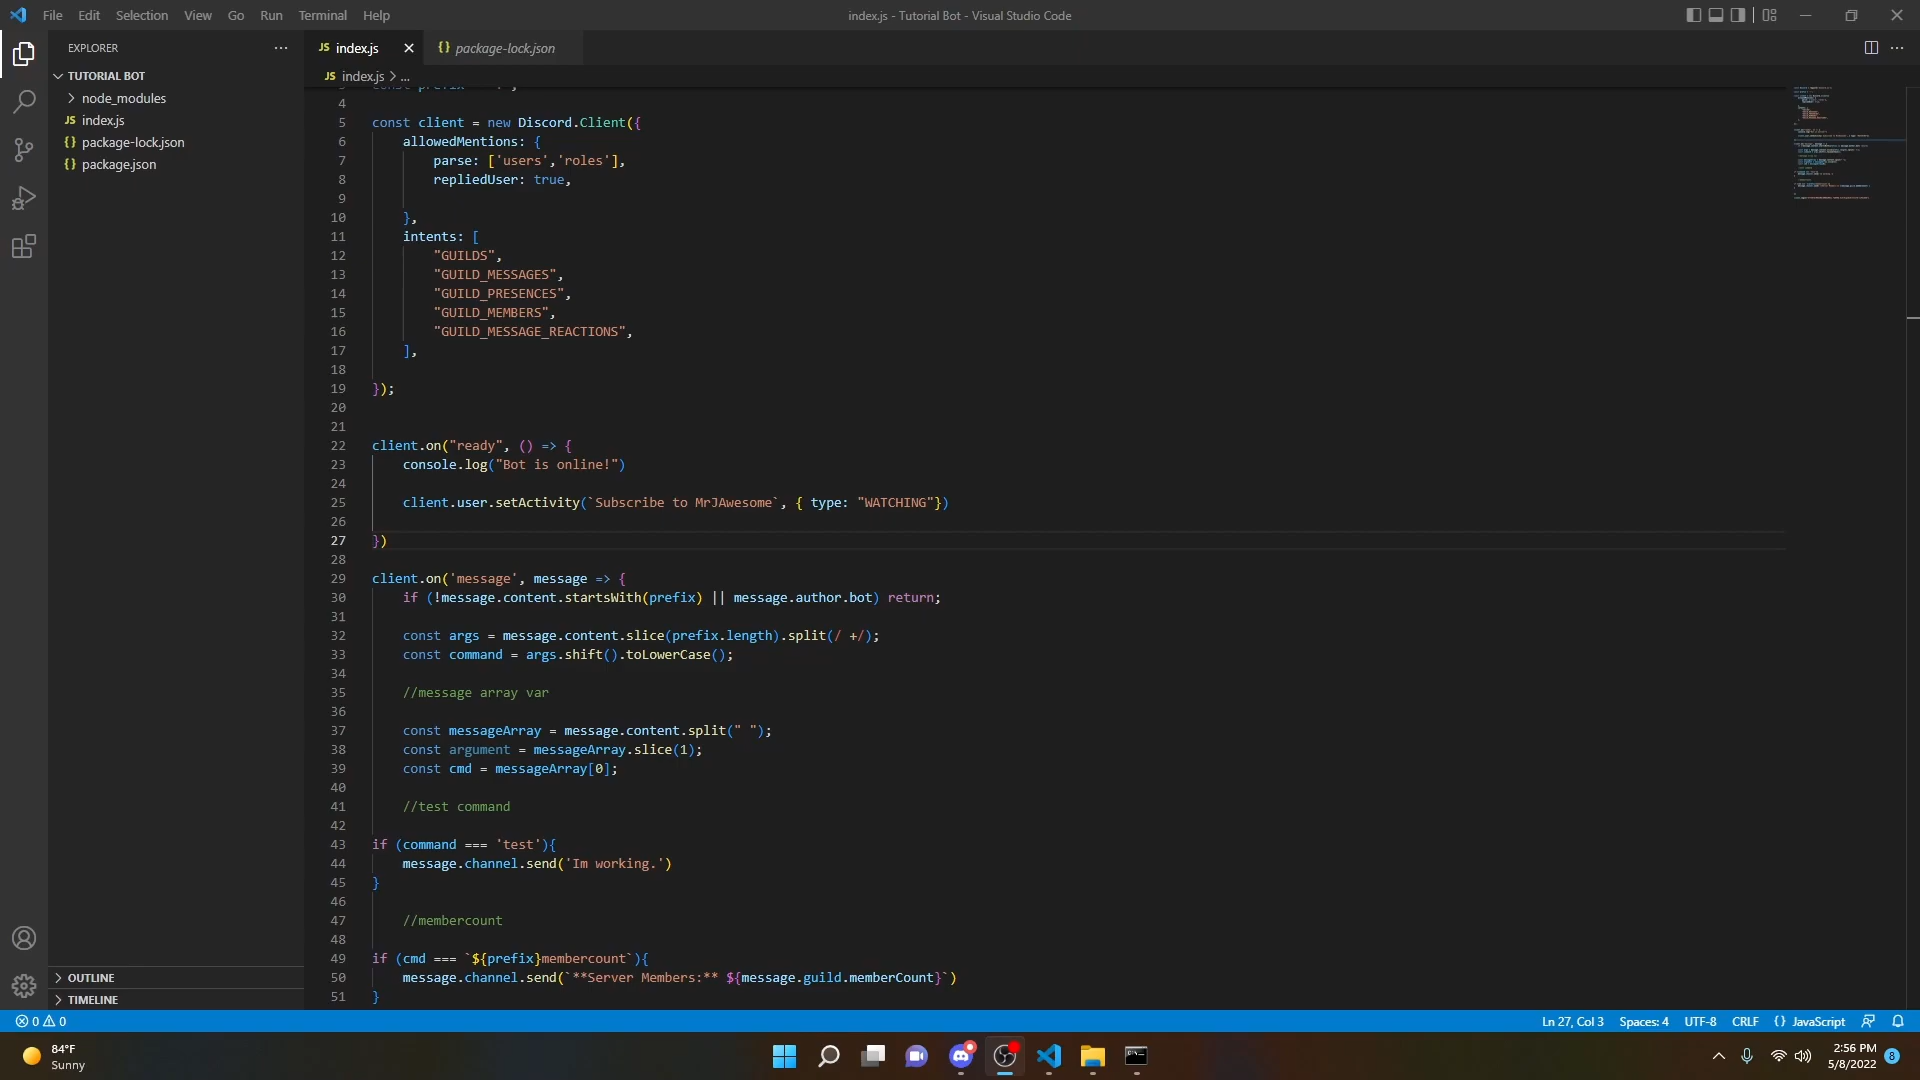 File Edit Selection View Go Run Terminal Help
index.js - Tutorial Bot - Visual Studio Code
EXPLORER
TUTORIAL BOT
node_modules
JS index.js
{} package-lock.json
{} package.json
OUTLINE
TIMELINE
JS index.js
{} package-lock.json
JS index.js > ...
4
5 const client = new Discord.Client({
6 allowedMentions: {
7 parse: ['users','roles'],
8 repliedUser: true,
9
10 },
11 intents: [
12 "GUILDS",
13 "GUILD_MESSAGES",
14 "GUILD_PRESENCES",
15 "GUILD_MEMBERS",
16 "GUILD_MESSAGE_REACTIONS",
17 ],
18
19 });
20
21
22 client.on("ready", () => {
23 console.log("Bot is online!")
24
25 client.user.setActivity(`Subscribe to MrJAwesome`, { type: "WATCHING"})
26
27 })
28
29 client.on('message', message => {
30 if (!message.content.startsWith(prefix) || message.author.bot) return;
31
32 const args = message.content.slice(prefix.length).split(/ +/);
33 const command = args.shift().toLowerCase();
34
35 //message array var
36
37 const messageArray = message.content.split(" ");
38 const argument = messageArray.slice(1);
39 const cmd = messageArray[0];
40
41 //test command
42
43 if (command === 'test'){
44 message.channel.send('Im working.')
45 }
46
47 //membercount
48
49 if (cmd === `${prefix}membercount`){
50 message.channel.send(`**Server Members:** ${message.guild.memberCount}`)
51 }
0 0
Ln 27, Col 3 Spaces: 4 UTF-8 CRLF {} JavaScript
84°F
Sunny
2:56 PM
5/8/2022
8